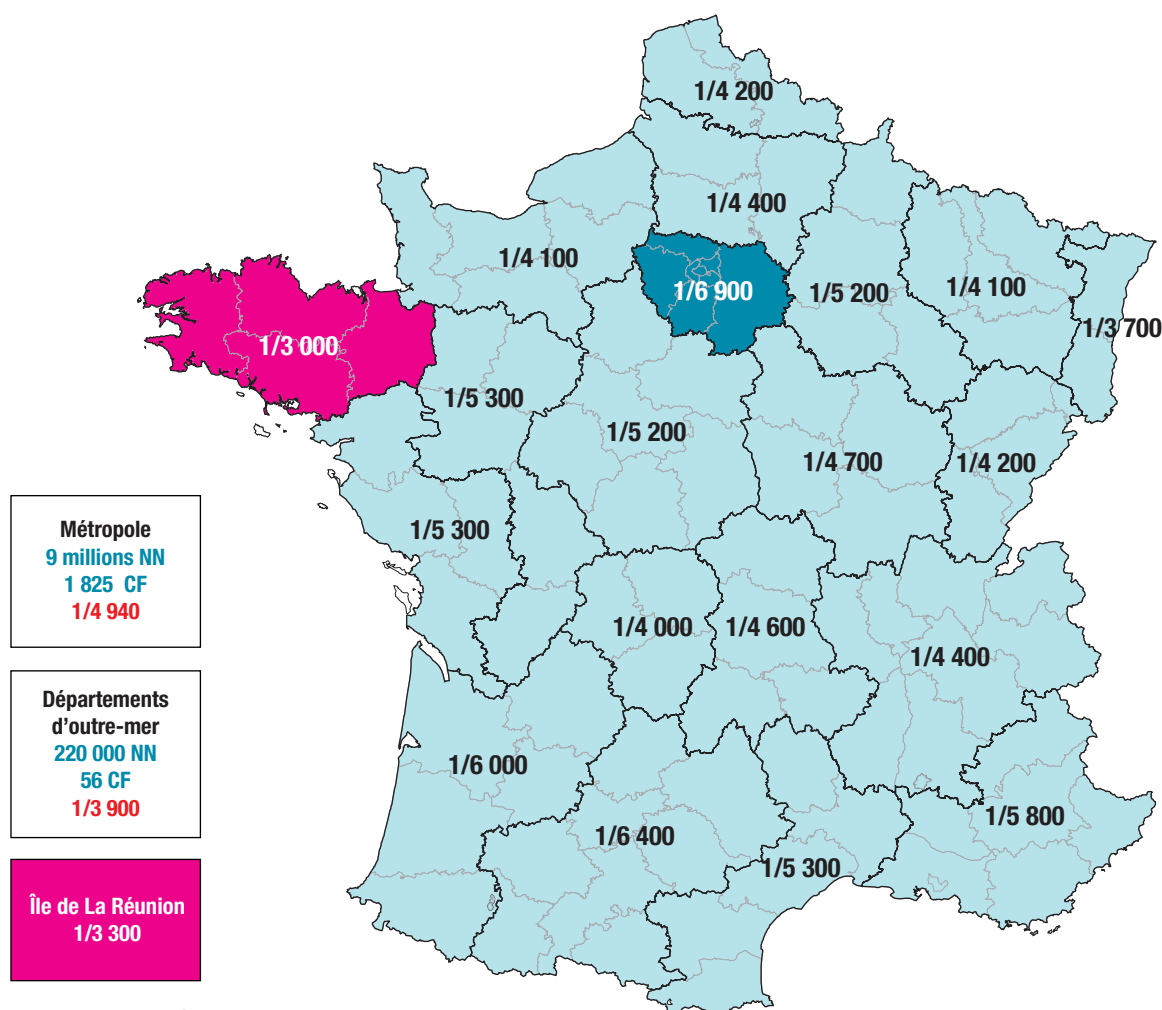 1/4 200
1/4 400
1/4 100
1/6 900
1/5 200
1/4 100
1/3 700
1/3 000
1/5 300
1/5 200
1/4 700
1/4 200
1/5 300
1/4 000
1/4 600
1/4 400
1/6 000
1/6 400
1/5 300
1/5 800
Métropole
9 millions NN
1 825 CF
1/4 940
Départements
d’outre-mer
220 000 NN
56 CF
1/3 900
Île de La Réunion
1/3 300